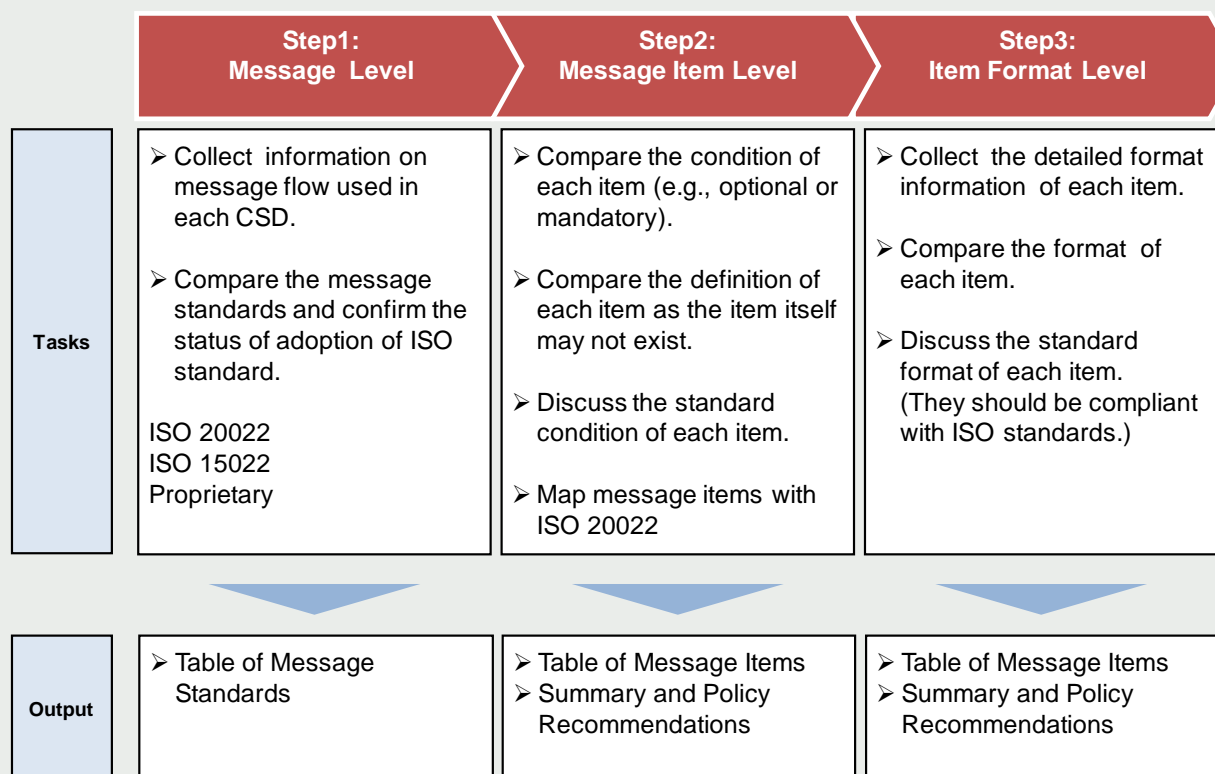 Step1:
Message Level
Step2:
Message Item Level
Step3:
Item Format Level
Tasks
➢ Collect information on
message flow used in
each CSD.
➢ Compare the message
standards and confirm the
status of adoption of ISO
standard.
ISO 20022
ISO 15022
Proprietary
➢ Compare the condition of
each item (e.g., optional or
mandatory).
➢ Compare the definition of
each item as the item itself
may not exist.
➢ Discuss the standard
condition of each item.
➢ Map message items with
ISO 20022
➢ Collect the detailed format
information of each item.
➢ Compare the format of
each item.
➢ Discuss the standard
format of each item.
(They should be compliant
with ISO standards.)
Output
➢ Table of Message
Standards
➢ Table of Message Items
➢ Summary and Policy
Recommendations
➢ Table of Message Items
➢ Summary and Policy
Recommendations